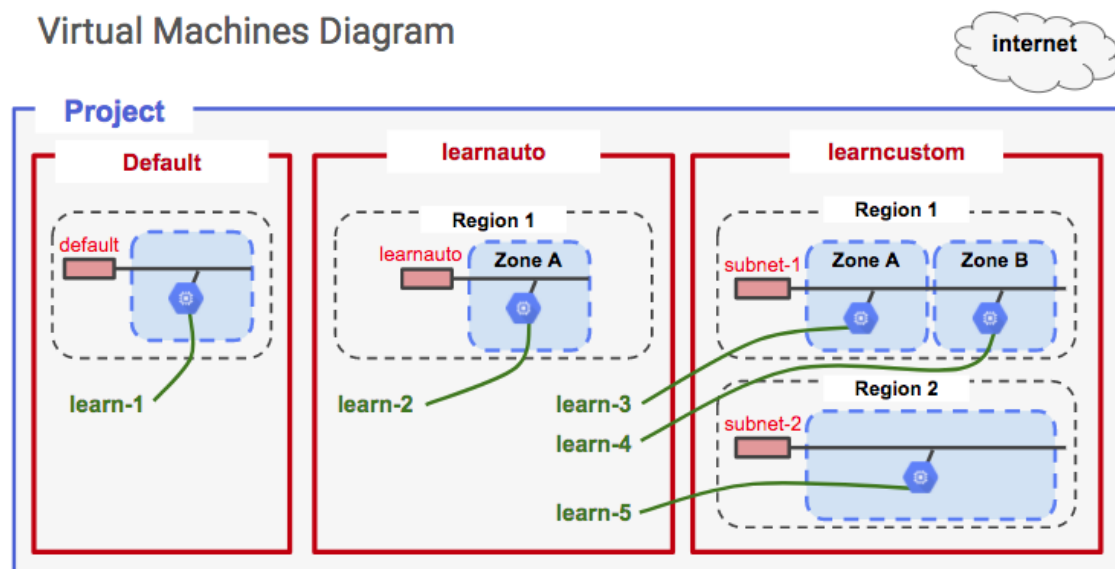 Virtual Machines Diagram
internet
Project
Default
default
learn-1
learnauto
Region 1
learnauto
Zone A
learn-2
learncustom
Region 1
subnet-1
Zone A
Zone B
learn-3
learn-4
Region 2
subnet-2
learn-5